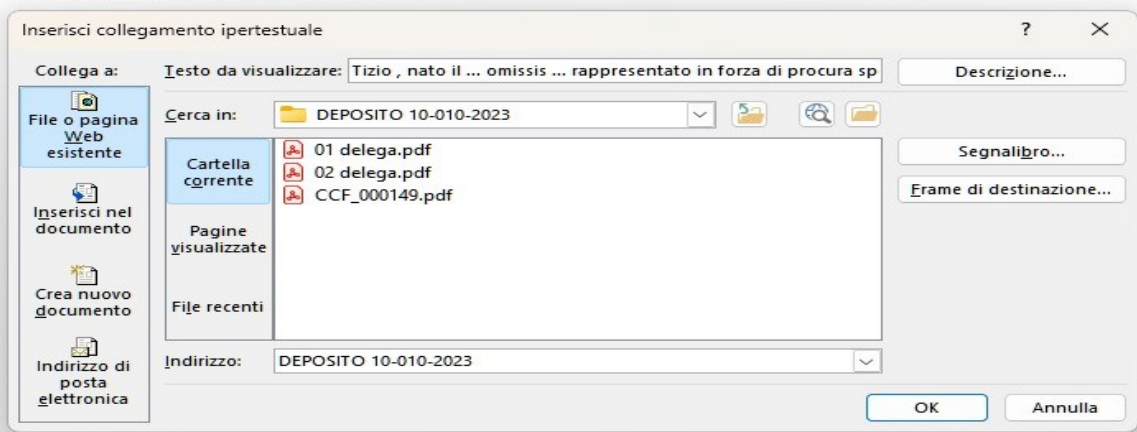 Inserisci collegamento ipertestuale
? ×
Collega a:
Testo da visualizzare: Tizio , nato il ... omissis ... rappresentato in forza di procura sp
Descrizione...
File o pagina
Web
esistente
Inserisci nel
documento
Crea nuovo
documento
Indirizzo di
posta
elettronica
Cerca in: DEPOSITO 10-010-2023
Cartella
corrente
Pagine
visualizzate
File recenti
01 delega.pdf
02 delega.pdf
CCF_000149.pdf
Segnalibro...
Frame di destinazione...
Indirizzo: DEPOSITO 10-010-2023
OK Annulla